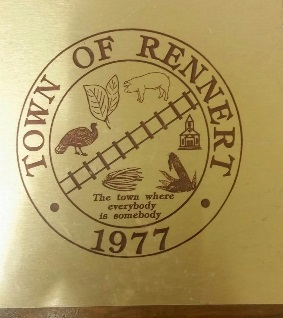 TOWN OF RENNERT
The town where
everybody
is somebody
1977